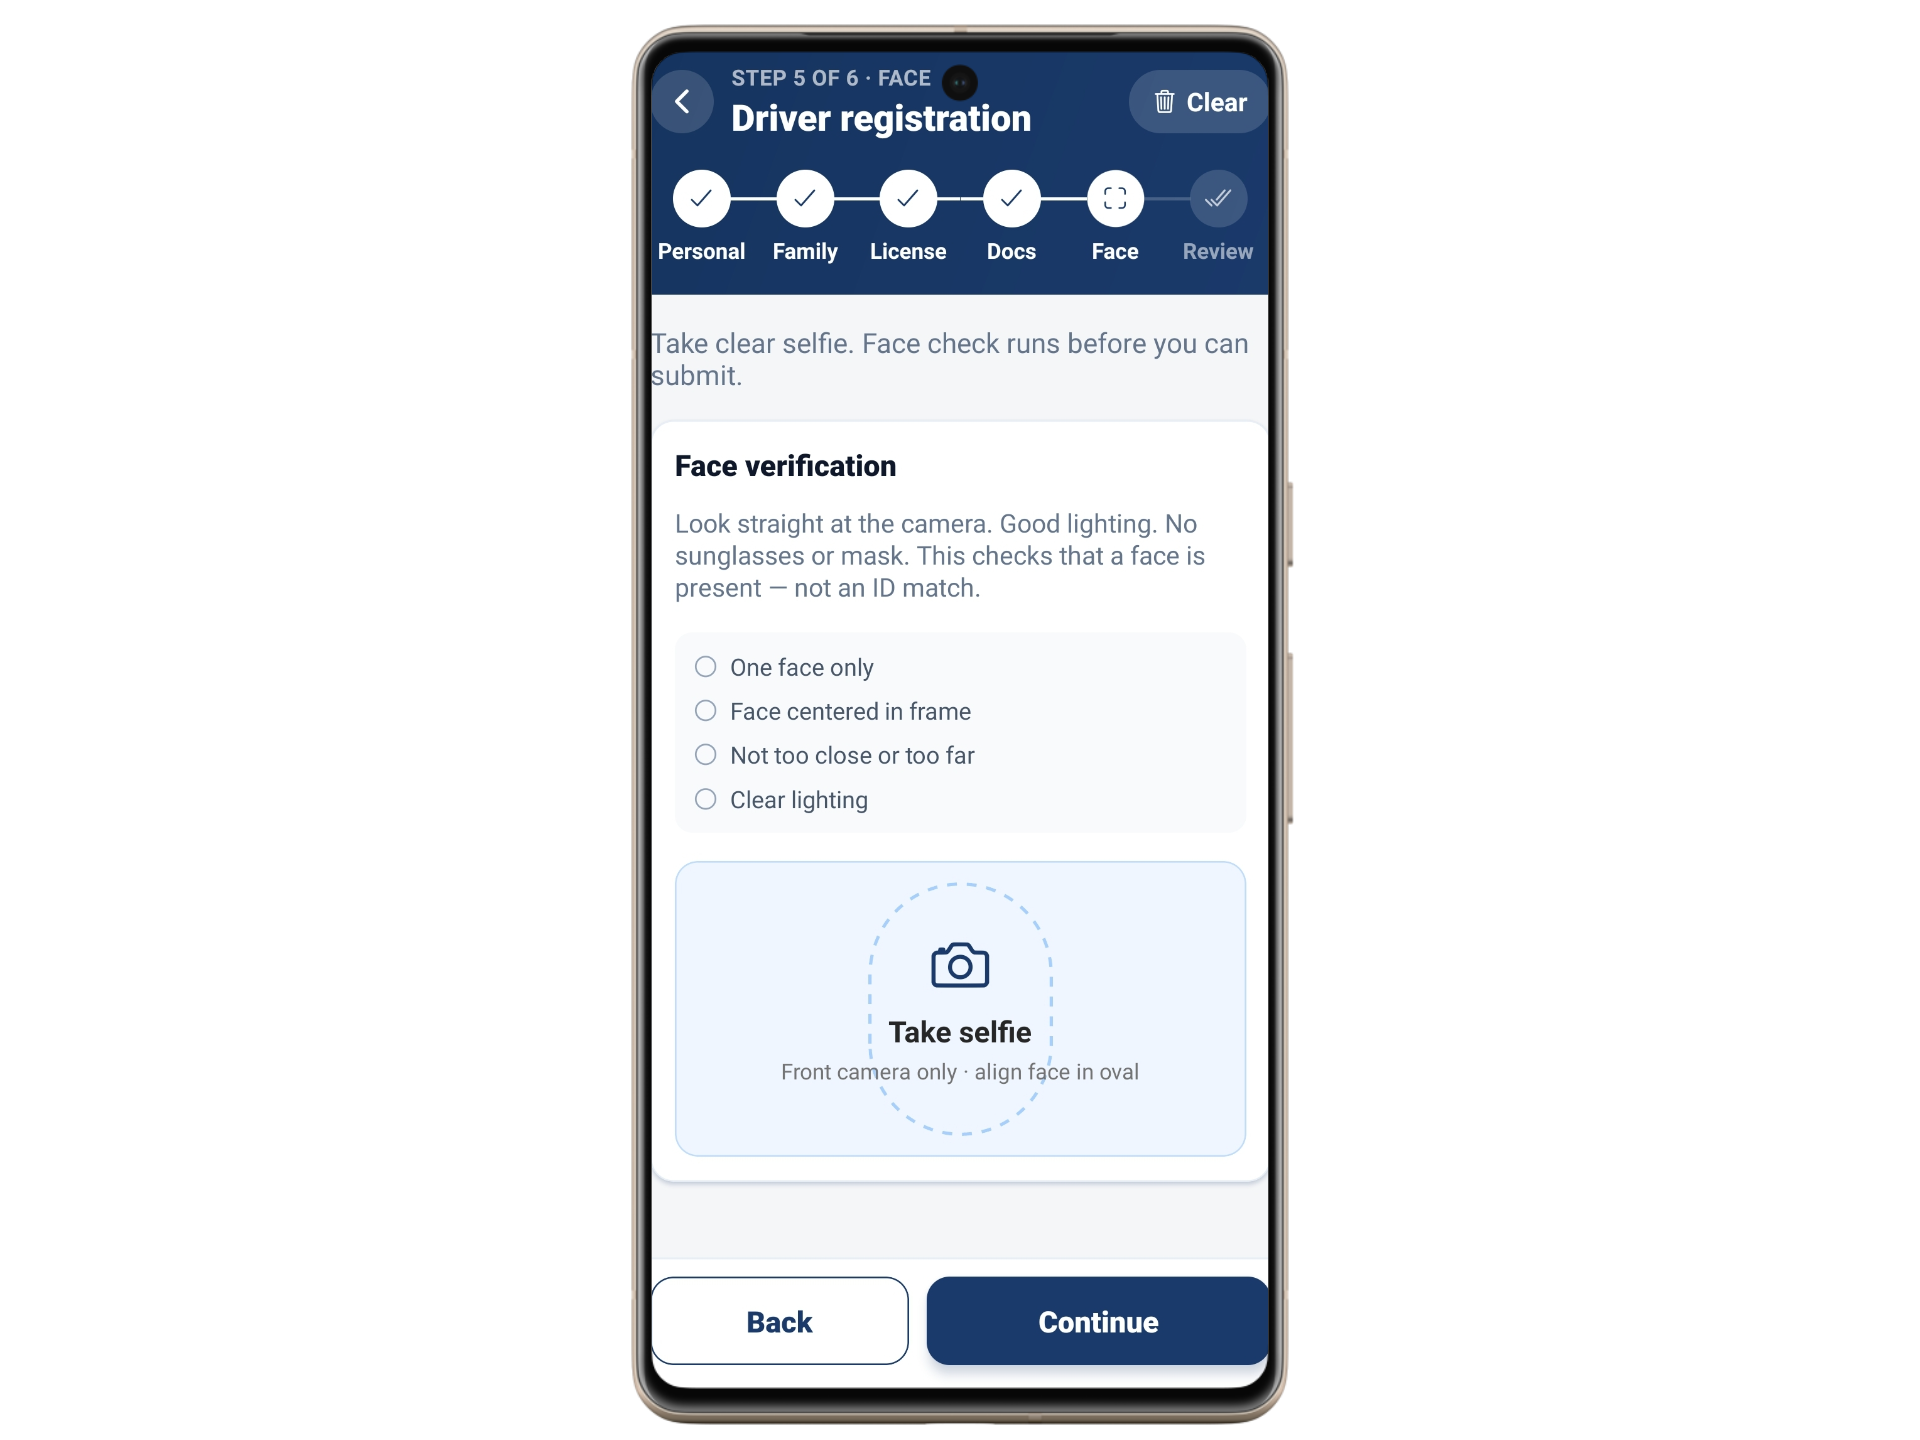 STEP 5 OF 6 · FACE
Driver registration
Clear
Personal
Family
License
Docs
Face
Review
Take clear selfie. Face check runs before you can
submit.
Face verification
Look straight at the camera. Good lighting. No
sunglasses or mask. This checks that a face is
present — not an ID match.
One face only
Face centered in frame
Not too close or too far
Clear lighting
Take selfie
Front camera only · align face in oval
Back
Continue